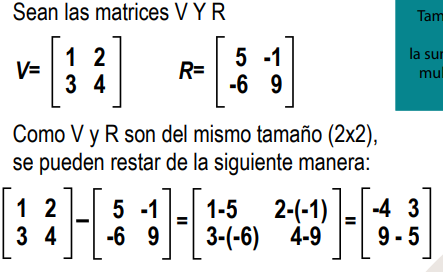 Sean las matrices V Y R
Tam
la sur
mul
V= [1 2
3 4]
R= [5 -1
-6 9]
Como V y R son del mismo tamaño (2x2),
se pueden restar de la siguiente manera:
[1 2 - [5 -1 = [1-5 2-(-1) = [-4 3
3 4] -6 9] 3-(-6) 4-9] 9 - 5]